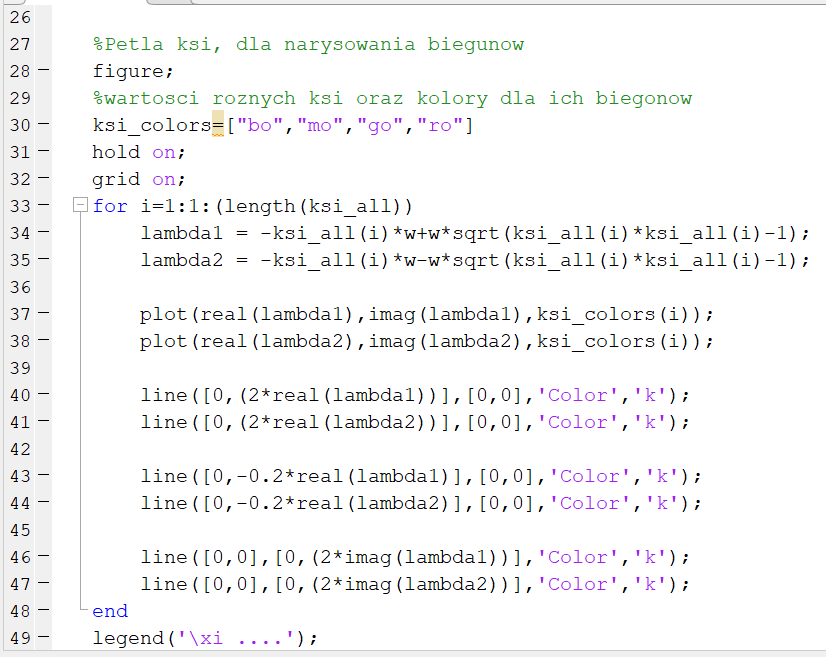 26
27 %Petla ksi, dla narysowania biegunow
28 – figure;
29 %wartosci roznych ksi oraz kolory dla ich biegonow
30 – ksi_colors=["bo","mo","go","ro"]
31 – hold on;
32 – grid on;
33 – for i=1:1:(length(ksi_all))
34 – lambda1 = -ksi_all(i)*w+w*sqrt(ksi_all(i)*ksi_all(i)-1);
35 – lambda2 = -ksi_all(i)*w-w*sqrt(ksi_all(i)*ksi_all(i)-1);
36
37 – plot(real(lambda1),imag(lambda1),ksi_colors(i));
38 – plot(real(lambda2),imag(lambda2),ksi_colors(i));
39
40 – line([0,(2*real(lambda1))],[0,0],'Color','k');
41 – line([0,(2*real(lambda2))],[0,0],'Color','k');
42
43 – line([0,-0.2*real(lambda1)],[0,0],'Color','k');
44 – line([0,-0.2*real(lambda2)],[0,0],'Color','k');
45
46 – line([0,0],[0,(2*imag(lambda1))],'Color','k');
47 – line([0,0],[0,(2*imag(lambda2))],'Color','k');
48 – end
49 – legend('\xi ....');